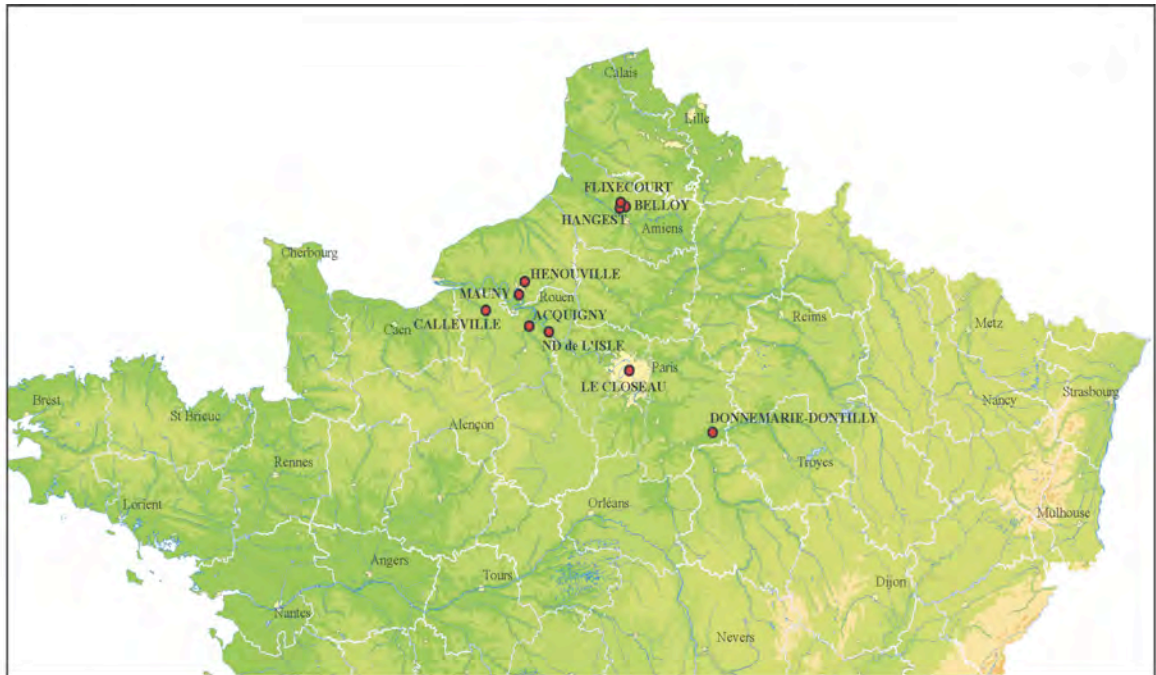 Calais
Lille
FLIXECOURT
BELLOY
HANGEST
Amiens
Cherbourg
HENOUVILLE
MAUNY
Rouen
ACQUIGNY
CALLEVILLE
Caen
ND de L'ISLE
Reims
Metz
Paris
LE CLOSEAU
Brest
St Brieuc
Strasbourg
Nancy
DONNEMARIE-DONTILLY
Alençon
Troyes
Rennes
Lorient
Orléans
Mulhouse
Angers
Tours
Dijon
Nantes
Nevers